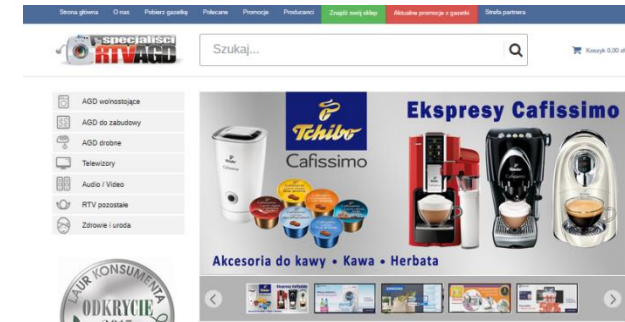 Strona główna O nas Pobierz gazetkę Polecane Promocje Producenci Znajdź swój sklep Aktualne promocje z gazetki Strefa partnera
specjaliści
RTVAGD
Szukaj...
Koszyk 0,00 zł
AGD wolnostojące
AGD do zabudowy
AGD drobne
Telewizory
Audio / Video
RTV pozostałe
Zdrowie i uroda
Tchibo
Cafissimo
Ekspresy Cafissimo
Akcesoria do kawy • Kawa • Herbata
LAUR KONSUMENTA
ODKRYCIE